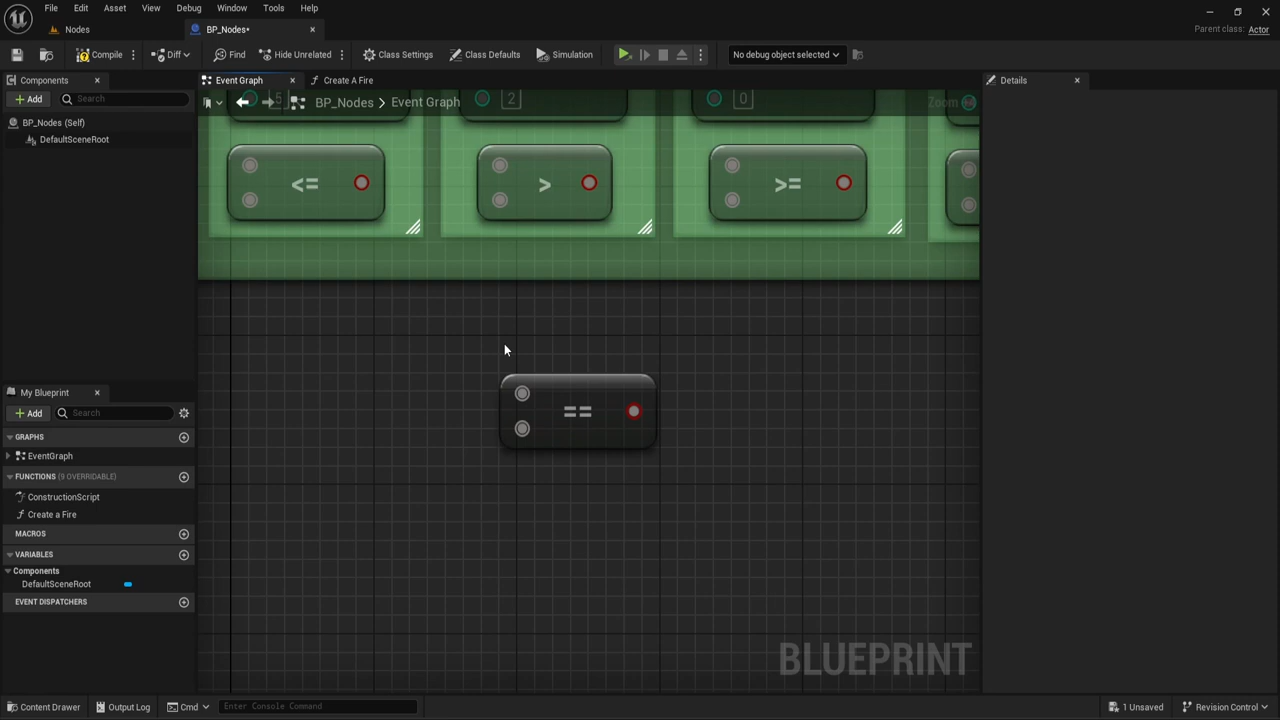 File Edit Asset View Debug Window Tools Help
Nodes BP_Nodes* Parent class: Actor
Compile Diff Find Hide Unrelated Class Settings Class Defaults Simulation No debug object selected
Components Event Graph Create A Fire Details
+ Add Search BP_Nodes > Event Graph Zoom
5 2 0
BP_Nodes (Self)
DefaultSceneRoot
<= > >=
==
My Blueprint
+ Add Search
GRAPHS
EventGraph
FUNCTIONS (9 OVERRIDABLE)
ConstructionScript
Create a Fire
MACROS
VARIABLES
Components
DefaultSceneRoot
EVENT DISPATCHERS
BLUEPRINT
Content Drawer Output Log Cmd Enter Console Command 1 Unsaved Revision Control